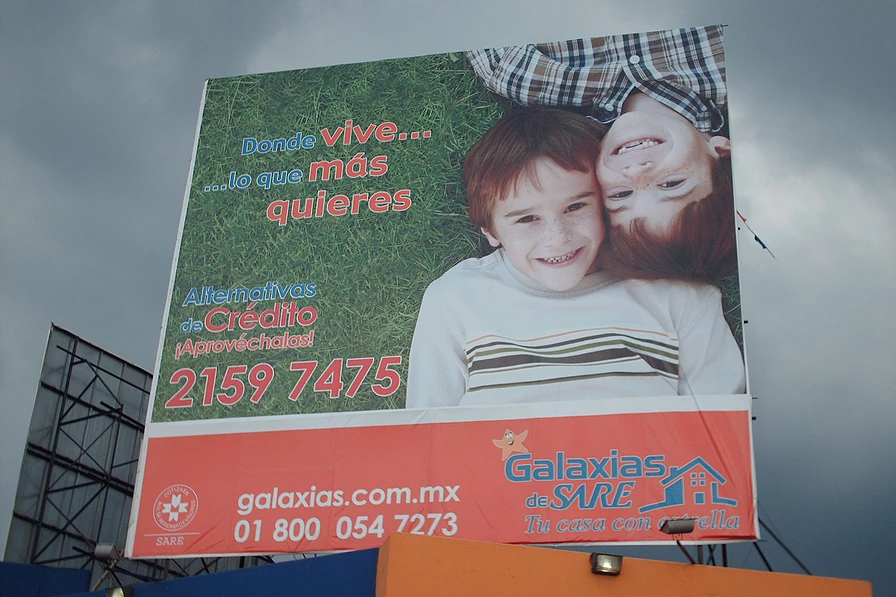 Donde vive...
...lo que más
quieres
Alternativas
de Crédito
¡Aprovéchalas!
2159 7475
galaxias.com.mx
01 800 054 7273
SARE
Galaxias
de SARE
Tu casa con estrella